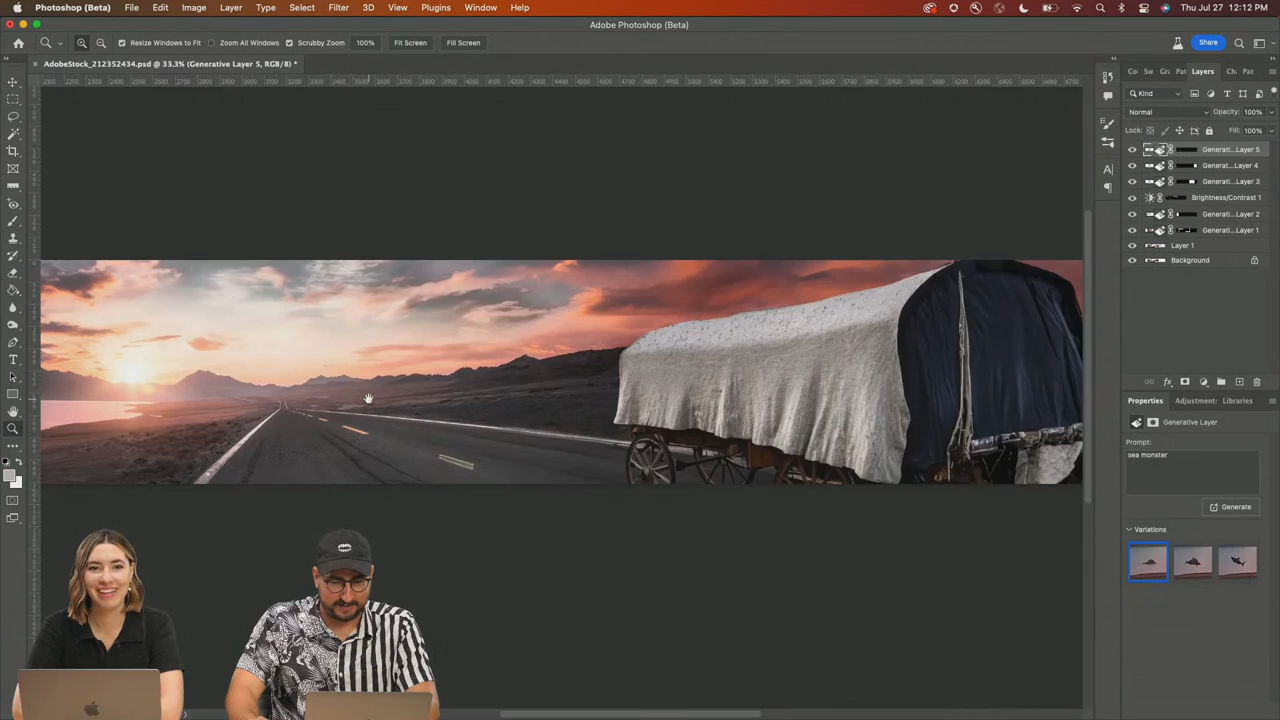 Photoshop (Beta) File Edit Image Layer Type Select Filter 3D View Plugins Window Help Thu Jul 27 12:12 PM
Adobe Photoshop (Beta)
Resize Windows to Fit Zoom All Windows Scrubby Zoom 100% Fit Screen Fill Screen Share
AdobeStock_212352434.psd @ 33.3% (Generative Layer 5, RGB/8) *
Co Sw Gr Pat Layers Ch Pat
Kind
Normal Opacity: 100%
Lock: Fill: 100%
Generati...Layer 5
Generat...Layer 4
Generati...Layer 3
Brightness/Contrast 1
Generati...Layer 2
Generati...Layer 1
Layer 1
Background
Properties Adjustment: Libraries
Generative Layer
Prompt:
sea monster
Generate
Variations